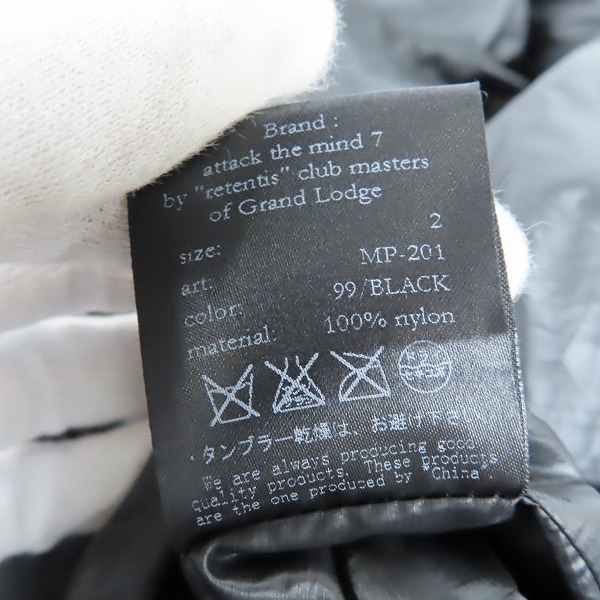 Brand :
attack the mind 7
by "retentis" club masters
of Grand Lodge
size: 2
art: MP-201
color: 99/BLACK
material: 100% nylon
・タンブラー乾燥は、お避け下さい。
We are always producing good
quality products. These products
are the one produced by "China".